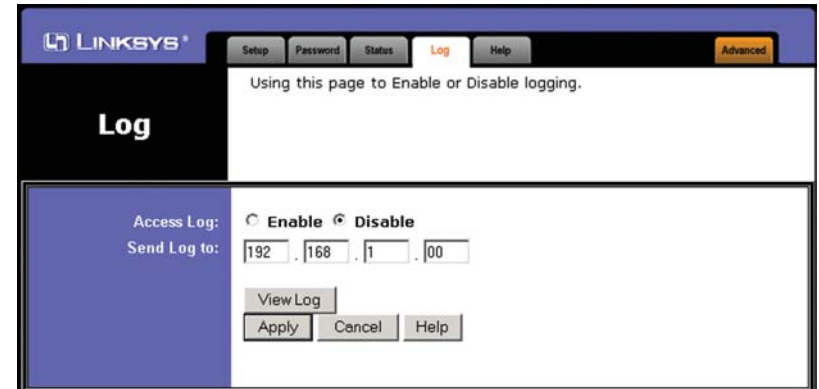 LINKSYS®
Setup Password Status Log Help Advanced
Using this page to Enable or Disable logging.
Log
Access Log: Enable Disable
Send Log to: 192 . 168 . 1 . 00
View Log
Apply Cancel Help